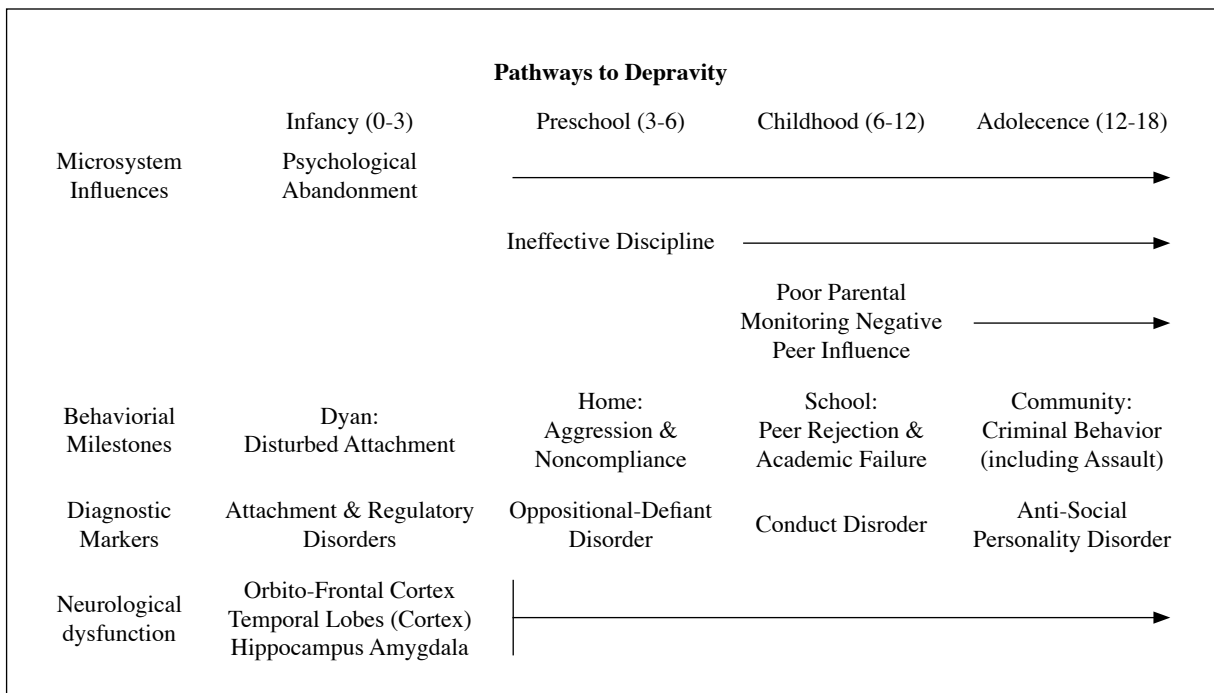 Pathways to Depravity
Infancy (0-3) Preschool (3-6) Childhood (6-12) Adolecence (12-18)
Microsystem
Influences
Psychological
Abandonment
Ineffective Discipline
Poor Parental
Monitoring Negative
Peer Influence
Behaviorial
Milestones
Dyan:
Disturbed Attachment
Home:
Aggression &
Noncompliance
School:
Peer Rejection &
Academic Failure
Community:
Criminal Behavior
(including Assault)
Diagnostic
Markers
Attachment & Regulatory
Disorders
Oppositional-Defiant
Disorder
Conduct Disroder
Anti-Social
Personality Disorder
Neurological
dysfunction
Orbito-Frontal Cortex
Temporal Lobes (Cortex)
Hippocampus Amygdala